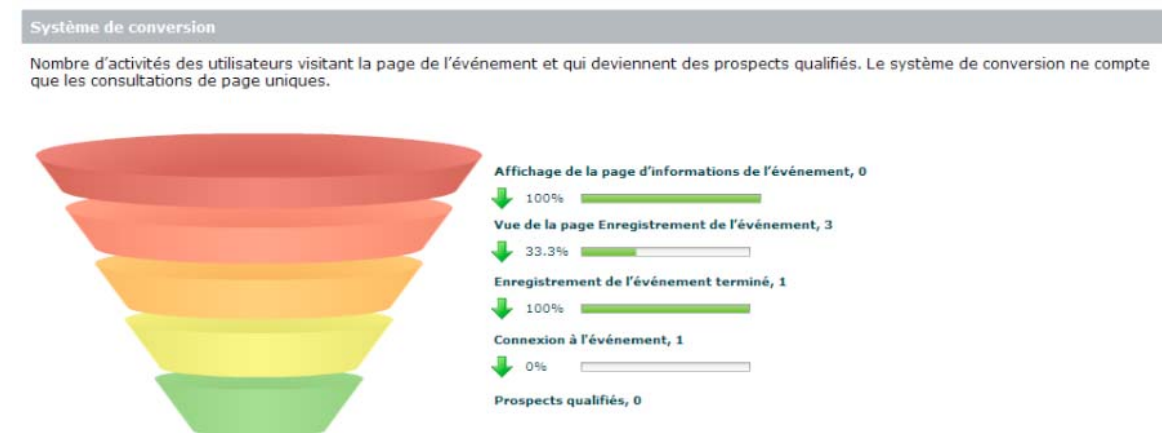 Système de conversion
Nombre d'activités des utilisateurs visitant la page de l'événement et qui deviennent des prospects qualifiés. Le système de conversion ne compte
que les consultations de page uniques.
Affichage de la page d'informations de l'événement, 0
100%
Vue de la page Enregistrement de l'événement, 3
33.3%
Enregistrement de l'événement terminé, 1
100%
Connexion à l'événement, 1
0%
Prospects qualifiés, 0